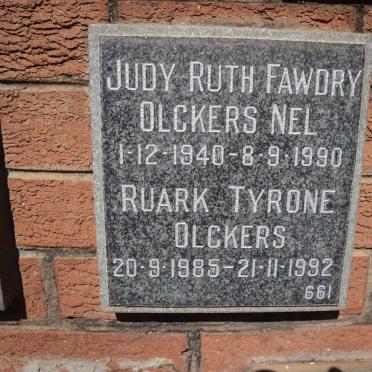 JUDY RUTH FAWDRY
OLCKERS NEL
1-12-1940-8-9-1990
RUARK TYRONE
OLCKERS
20-9-1985-21-11-1992
661